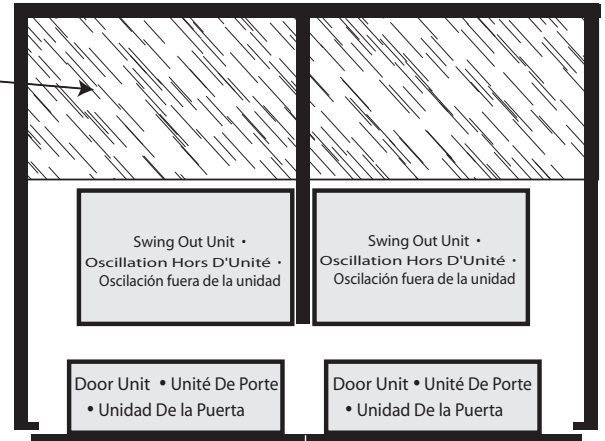 Swing Out Unit •
Oscillation Hors D'Unité •
Oscilación fuera de la unidad
Swing Out Unit •
Oscillation Hors D'Unité •
Oscilación fuera de la unidad
Door Unit • Unité De Porte
• Unidad De la Puerta
Door Unit • Unité De Porte
• Unidad De la Puerta